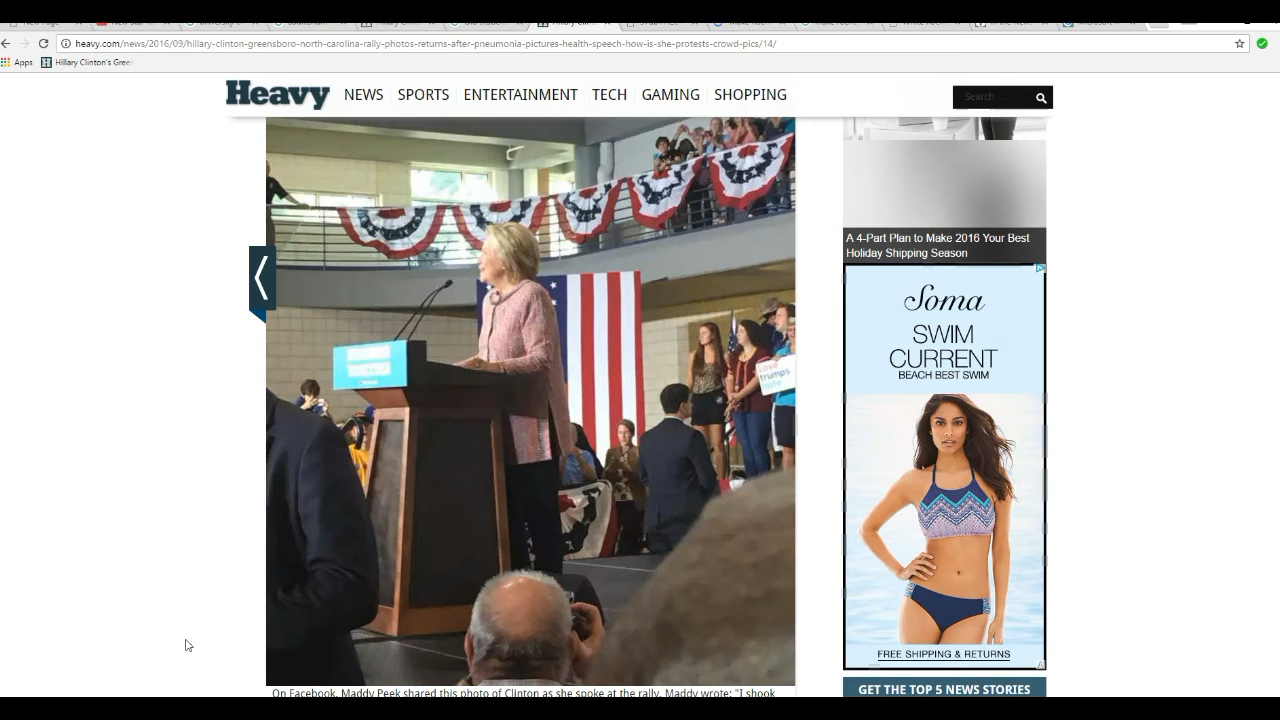 heavy.com/news/2016/09/hillary-clinton-greensboro-north-carolina-rally-photos-returns-after-pneumonia-pictures-health-speech-how-is-she-protests-crowd-pics/14/
Apps Hillary Clinton's Gree
Heavy NEWS SPORTS ENTERTAINMENT TECH GAMING SHOPPING Search
love
trumps
hate
On Facebook, Maddy Peek shared this photo of Clinton as she spoke at the rally. Maddy wrote: "I shook
A 4-Part Plan to Make 2016 Your Best
Holiday Shipping Season
Soma
SWIM
CURRENT
BEACH BEST SWIM
FREE SHIPPING & RETURNS
GET THE TOP 5 NEWS STORIES